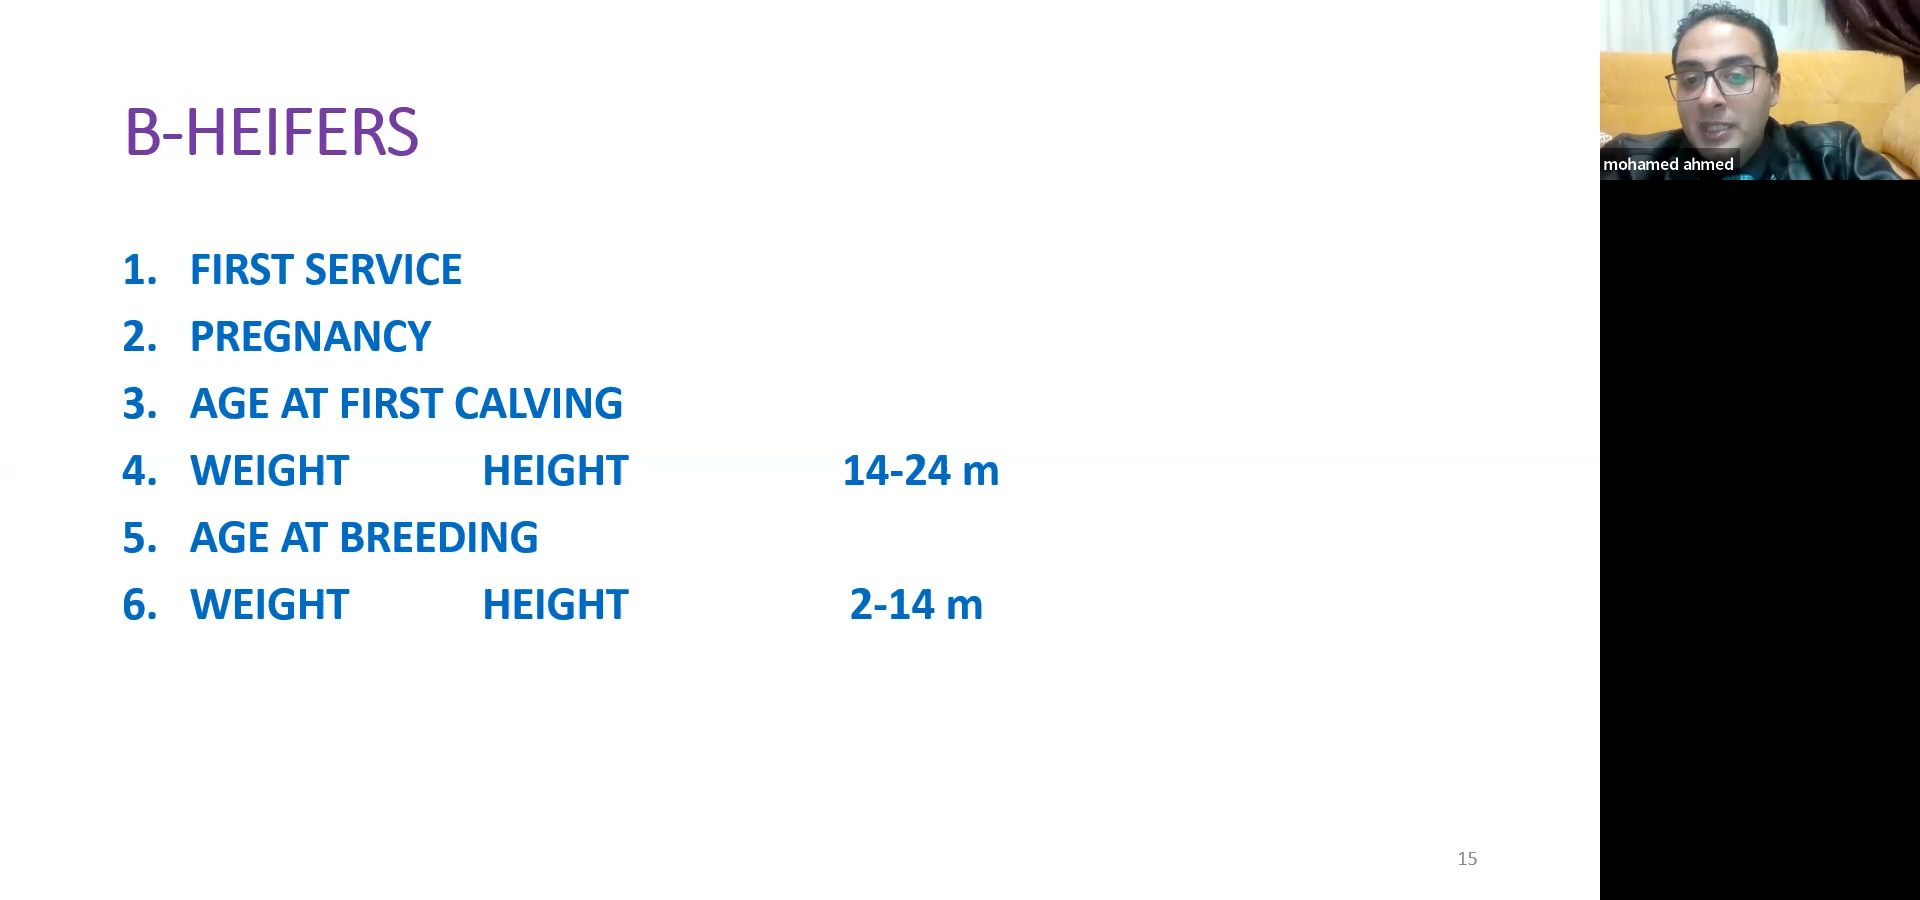 B-HEIFERS
1. FIRST SERVICE
2. PREGNANCY
3. AGE AT FIRST CALVING
4. WEIGHT HEIGHT 14-24 m
5. AGE AT BREEDING
6. WEIGHT HEIGHT 2-14 m
15
mohamed ahmed